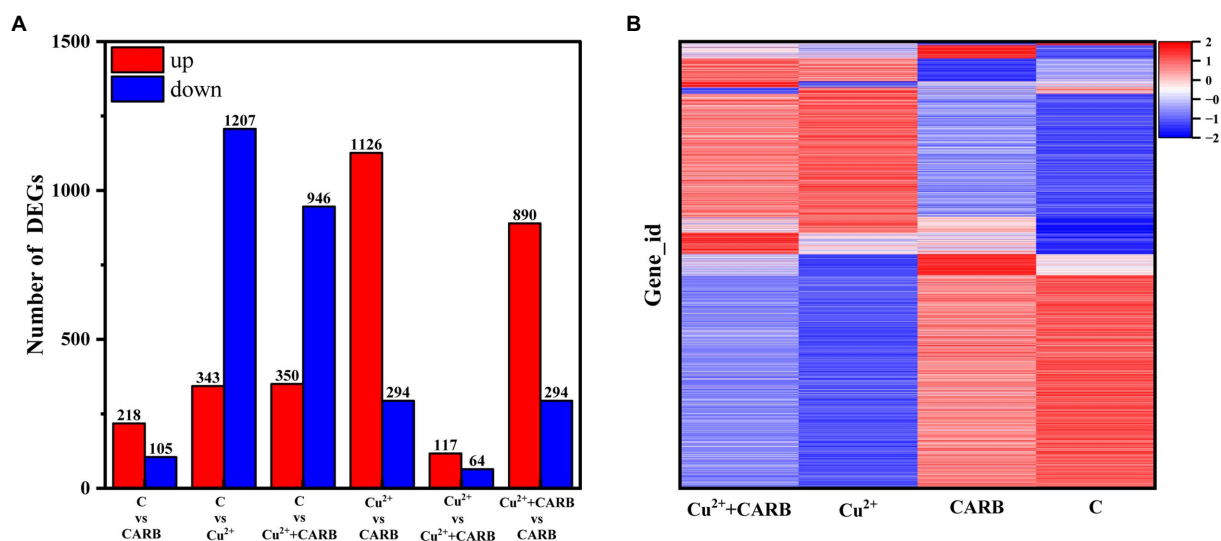 A
B
1500
1000
500
0
Number of DEGs
up
down
218
105
343
1207
350
946
1126
294
117
64
890
294
C
vs
CARB
C
vs
Cu²⁺
C
vs
Cu²⁺+CARB
Cu²⁺
vs
CARB
Cu²⁺
vs
Cu²⁺+CARB
Cu²⁺+CARB
vs
CARB
Gene_id
2
1
0
−0
−1
−2
Cu²⁺+CARB
Cu²⁺
CARB
C